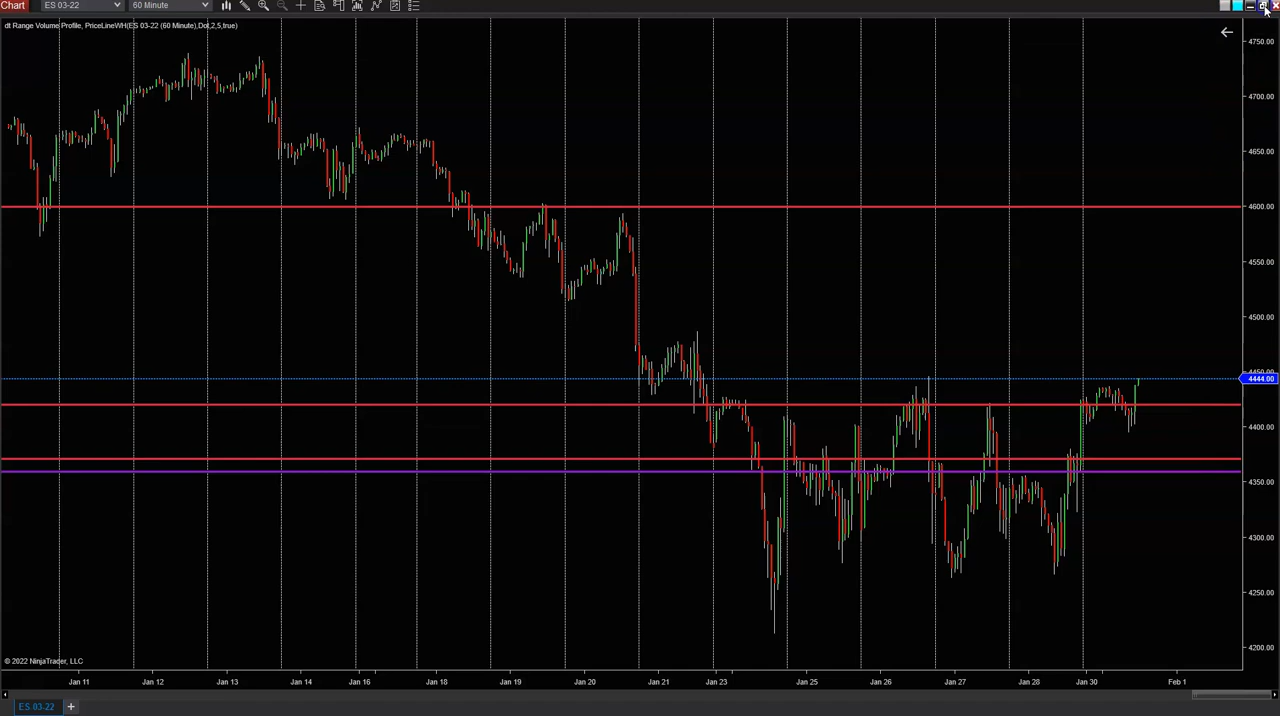 Chart ES 03-22 60 Minute
dt Range Volume Profile, PriceLineWH(ES 03-22 (60 Minute),Dot,2,5,true)
4750.00
4700.00
4650.00
4600.00
4550.00
4500.00
4450.00
4444.00
4400.00
4350.00
4300.00
4250.00
4200.00
© 2022 NinjaTrader, LLC
Jan 11 Jan 12 Jan 13 Jan 14 Jan 16 Jan 18 Jan 19 Jan 20 Jan 21 Jan 23 Jan 25 Jan 26 Jan 27 Jan 28 Jan 30 Feb 1
ES 03-22 +